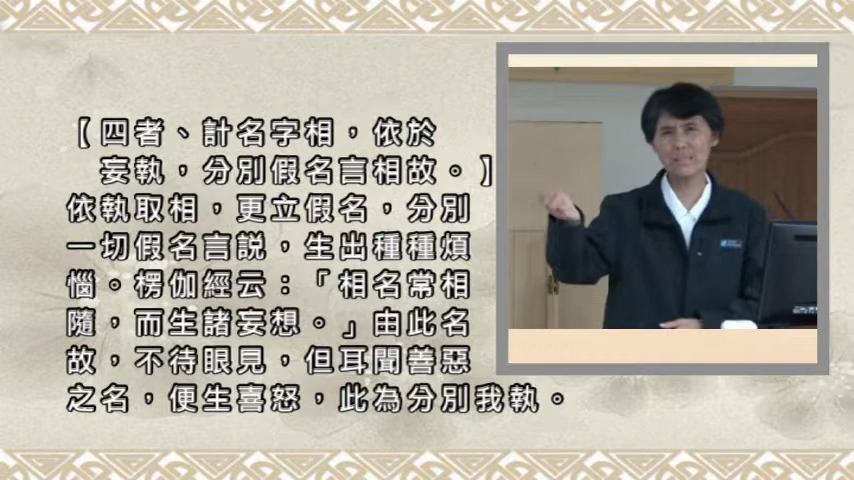 【四者、計名字相，依於
妄執，分別假名言相故。】
依執取相，更立假名，分別
一切假名言說，生出種種煩
惱。楞伽經云：「相名常相
隨，而生諸妄想。」由此名
故，不待眼見，但耳聞善惡
之名，便生喜怒，此為分別我執。